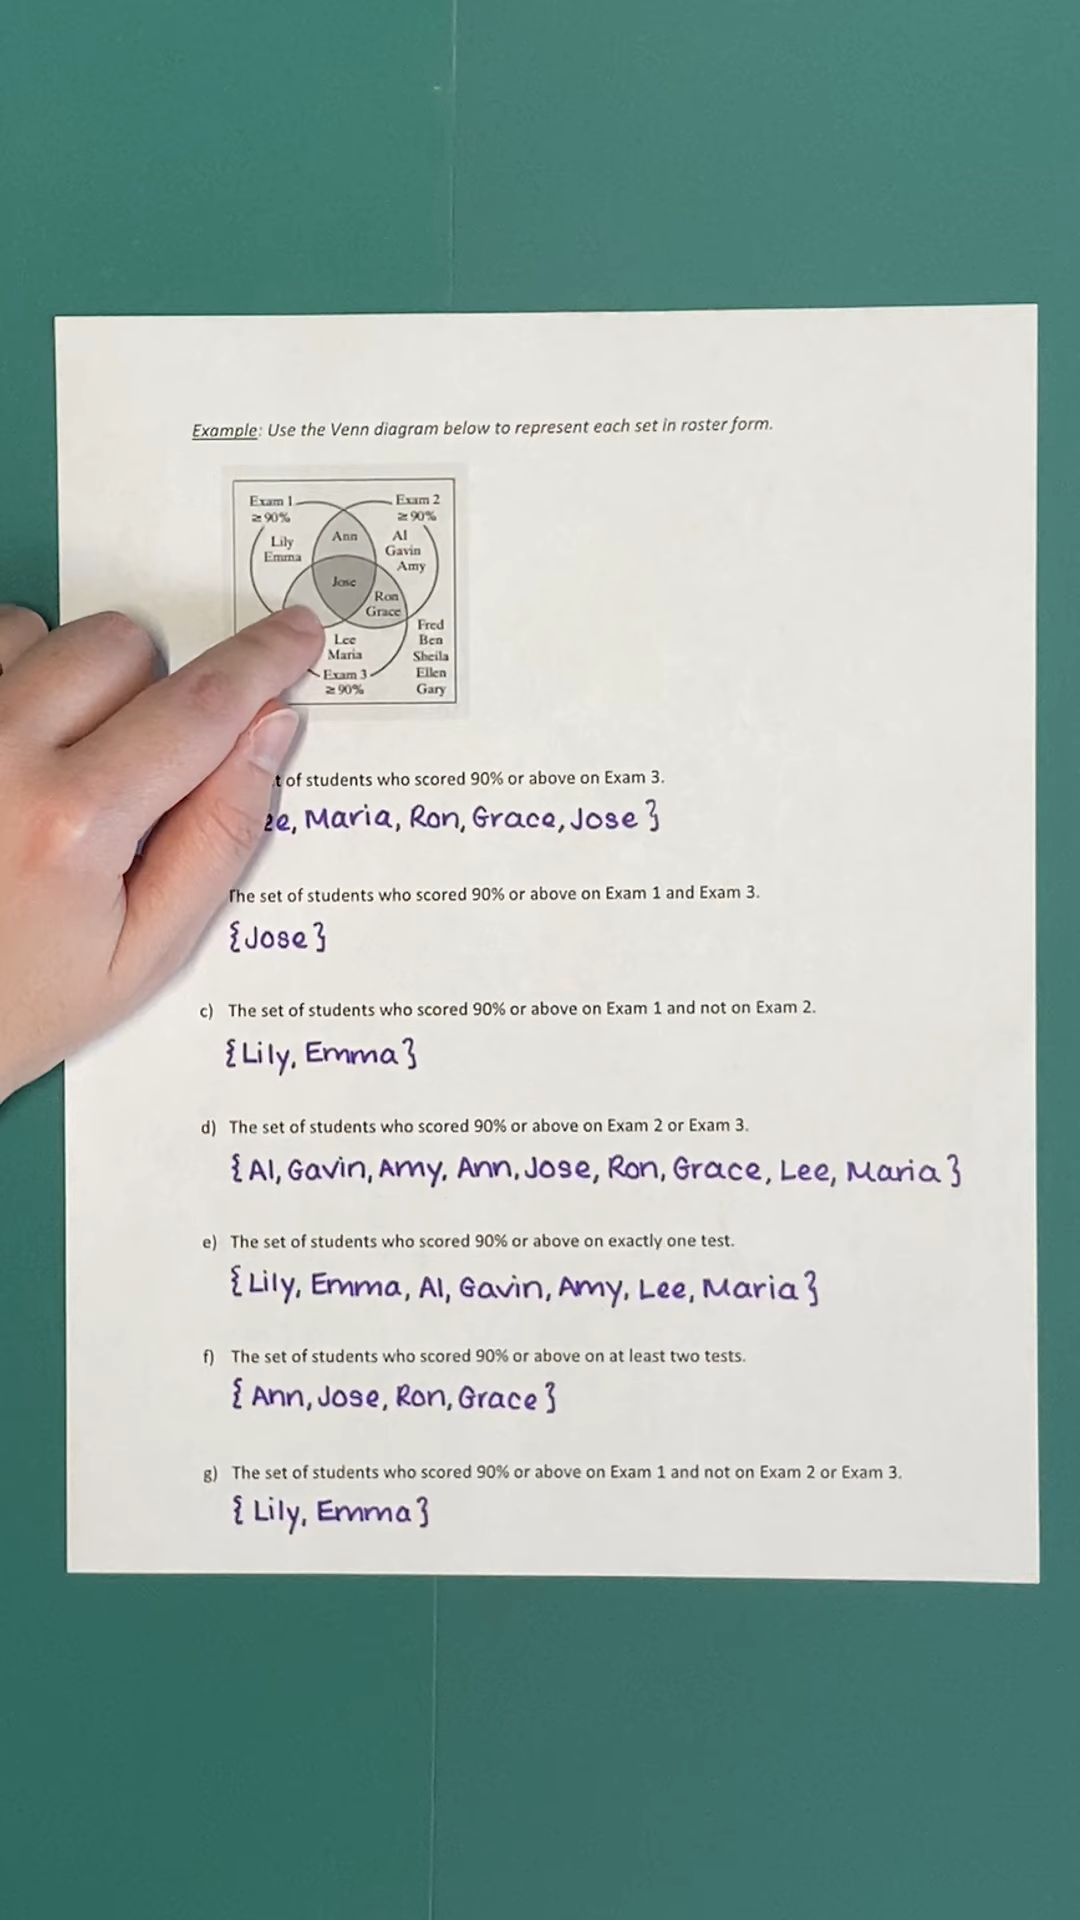 Example: Use the Venn diagram below to represent each set in roster form.
Exam 1
≥90%
Exam 2
≥90%
Lily
Emma
Ann
Al
Gavin
Amy
Jose
Ron
Grace
Lee
Maria
Exam 3
≥90%
Fred
Ben
Sheila
Ellen
Gary
of students who scored 90% or above on Exam 3.
Maria, Ron, Grace, Jose }
The set of students who scored 90% or above on Exam 1 and Exam 3.
{Jose}
c) The set of students who scored 90% or above on Exam 1 and not on Exam 2.
{Lily, Emma}
d) The set of students who scored 90% or above on Exam 2 or Exam 3.
{Al, Gavin, Amy, Ann, Jose, Ron, Grace, Lee, Maria}
e) The set of students who scored 90% or above on exactly one test.
{Lily, Emma, Al, Gavin, Amy, Lee, Maria}
f) The set of students who scored 90% or above on at least two tests.
{ Ann, Jose, Ron, Grace }
g) The set of students who scored 90% or above on Exam 1 and not on Exam 2 or Exam 3.
{ Lily, Emma}